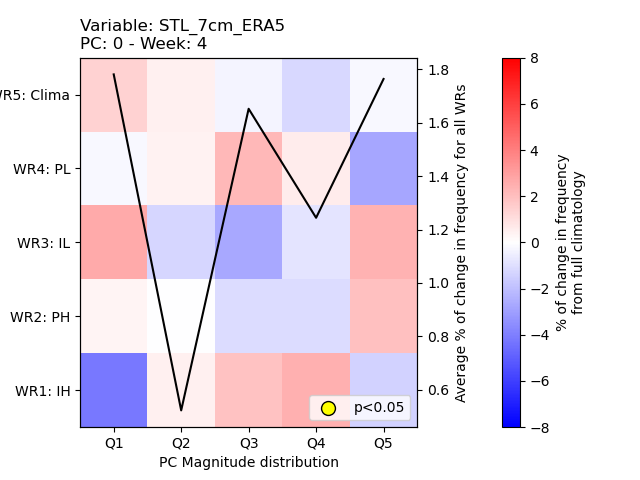 Variable: STL_7cm_ERA5
PC: 0 - Week: 4
R5: Clima
WR4: PL
WR3: IL
WR2: PH
WR1: IH
Q1 Q2 Q3 Q4 Q5
PC Magnitude distribution
p<0.05
1.8
1.6
1.4
1.2
1.0
0.8
0.6
Average % of change in frequency for all WRs
8
6
4
2
0
−2
−4
−6
−8
% of change in frequency
from full climatology